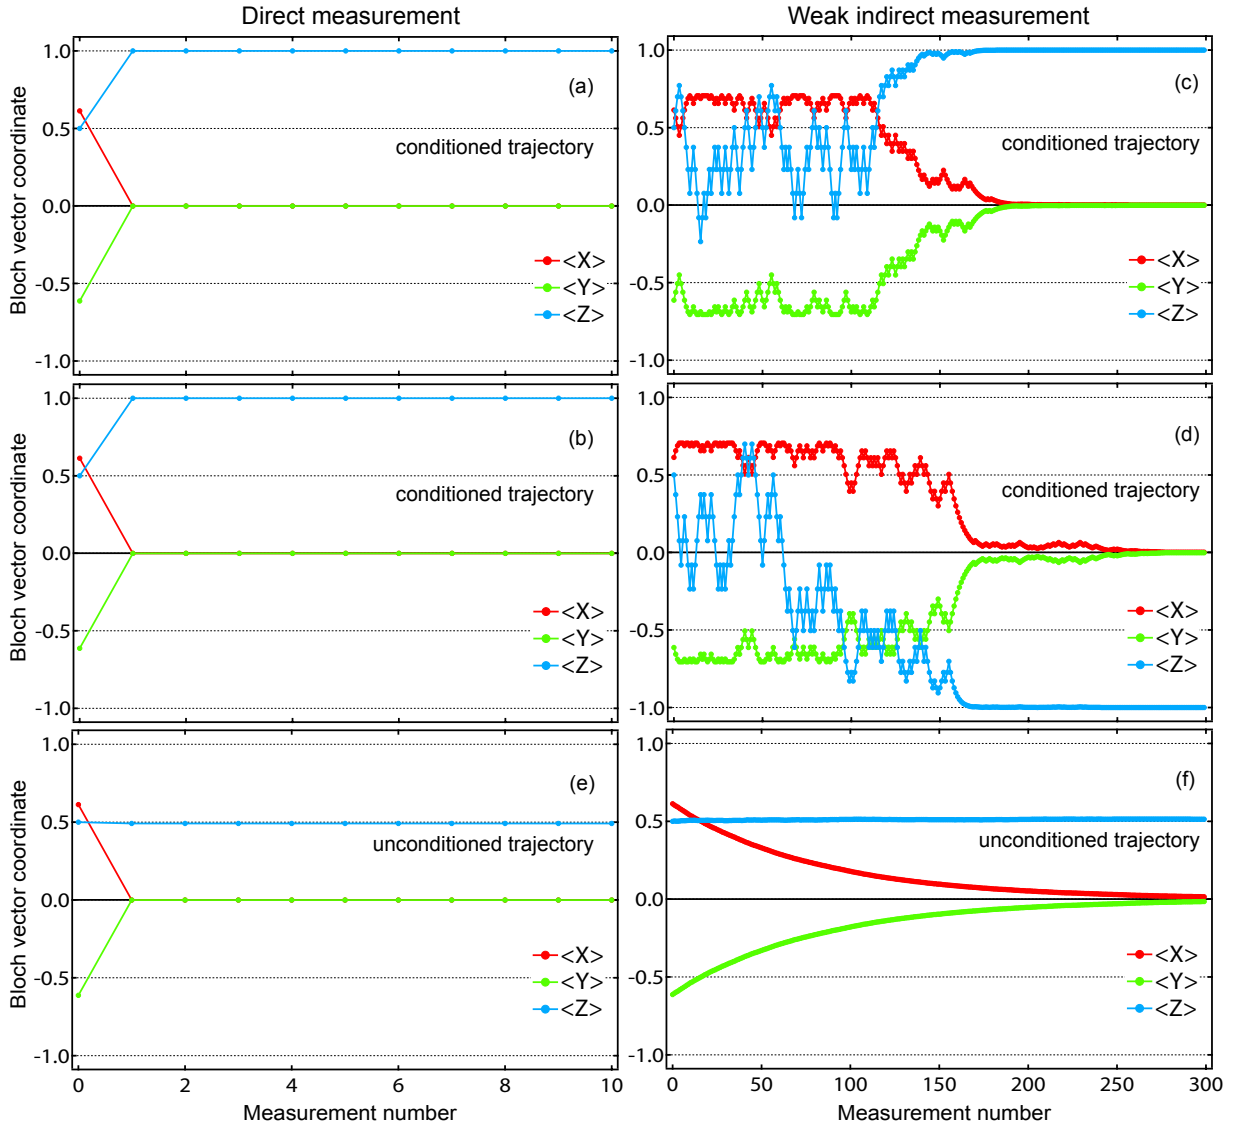 Direct measurement
Weak indirect measurement
Bloch vector coordinate
1.0
0.5
0.0
-0.5
-1.0
(a)
conditioned trajectory
<X>
<Y>
<Z>
1.0
0.5
0.0
-0.5
-1.0
(c)
conditioned trajectory
<X>
<Y>
<Z>
Bloch vector coordinate
1.0
0.5
0.0
-0.5
-1.0
(b)
conditioned trajectory
<X>
<Y>
<Z>
1.0
0.5
0.0
-0.5
-1.0
(d)
conditioned trajectory
<X>
<Y>
<Z>
Bloch vector coordinate
1.0
0.5
0.0
-0.5
-1.0
(e)
unconditioned trajectory
<X>
<Y>
<Z>
0 2 4 6 8 10
Measurement number
1.0
0.5
0.0
-0.5
-1.0
(f)
unconditioned trajectory
<X>
<Y>
<Z>
0 50 100 150 200 250 300
Measurement number